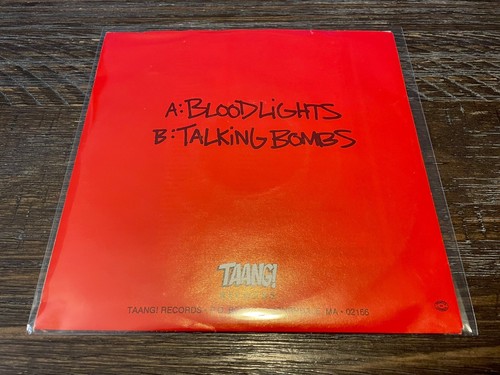 A: BLOODLIGHTS
B: TALKING BOMBS
TAANG!
TAANG! RECORDS • MA • 02166